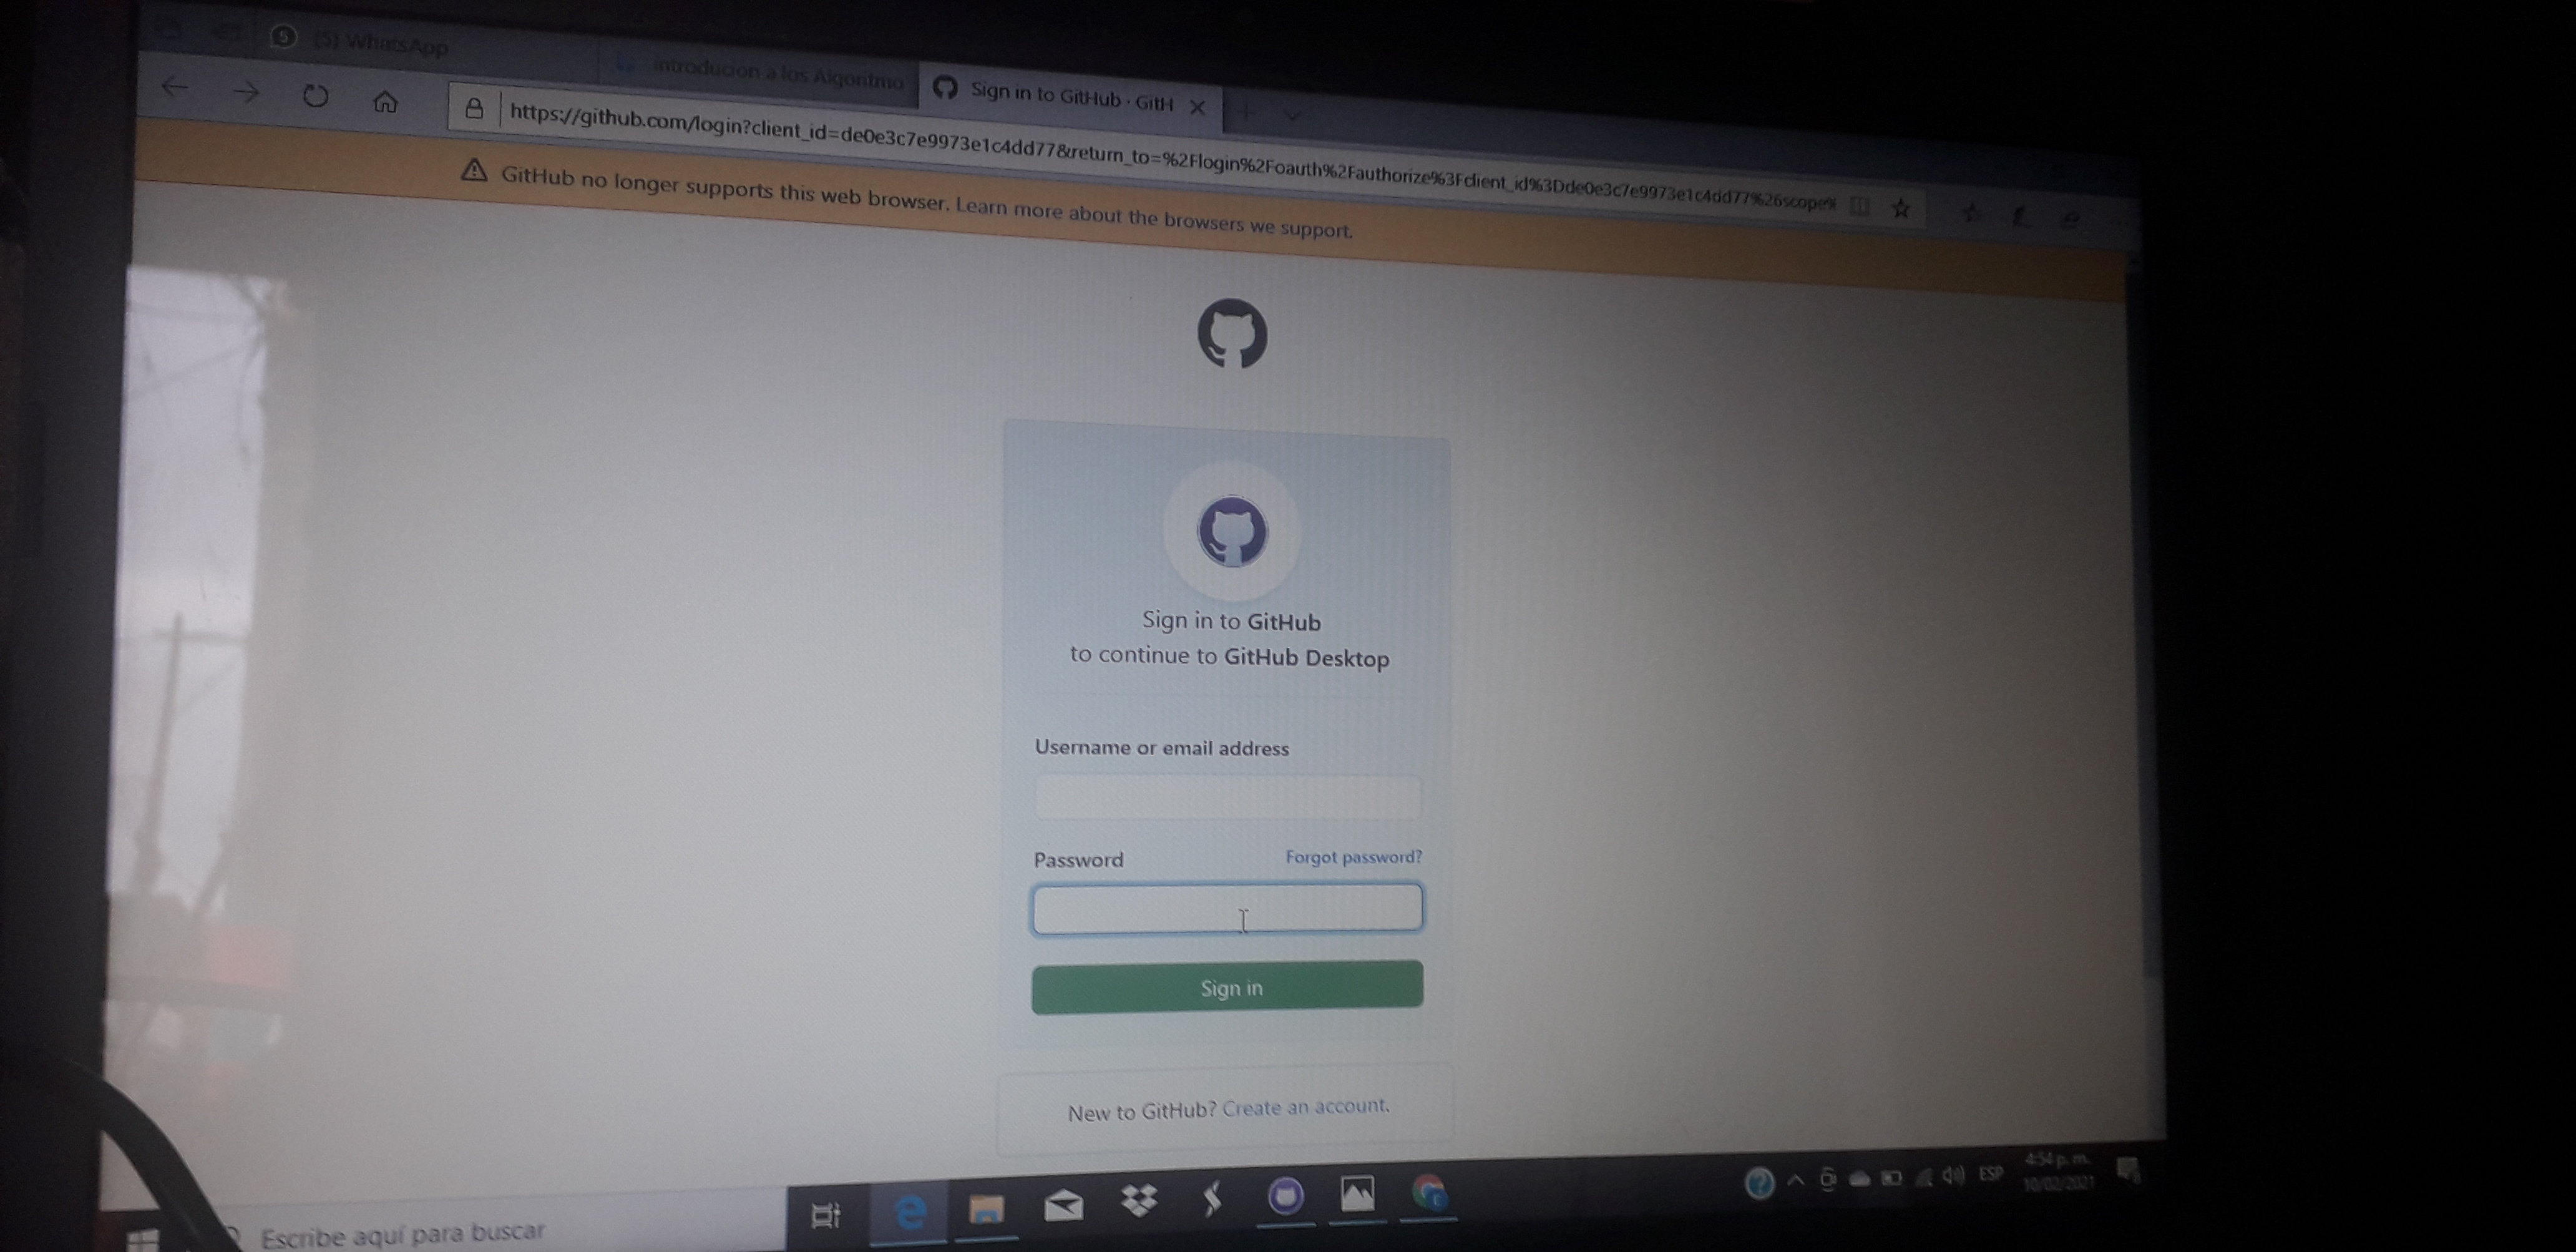 (5) WhatsApp
introducion a los Algoritmo
Sign in to GitHub · GitH
https://github.com/login?client_id=de0e3c7e9973e1c4dd77&return_to=%2Flogin%2Foauth%2Fauthorize%3Fclient_id%3Dde0e3c7e9973e1c4dd77%26scope%
GitHub no longer supports this web browser. Learn more about the browsers we support.
Sign in to GitHub
to continue to GitHub Desktop
Username or email address
Password
Forgot password?
Sign in
New to GitHub? Create an account.
Escribe aquí para buscar
ESP
4:54 p. m.
10/02/2021